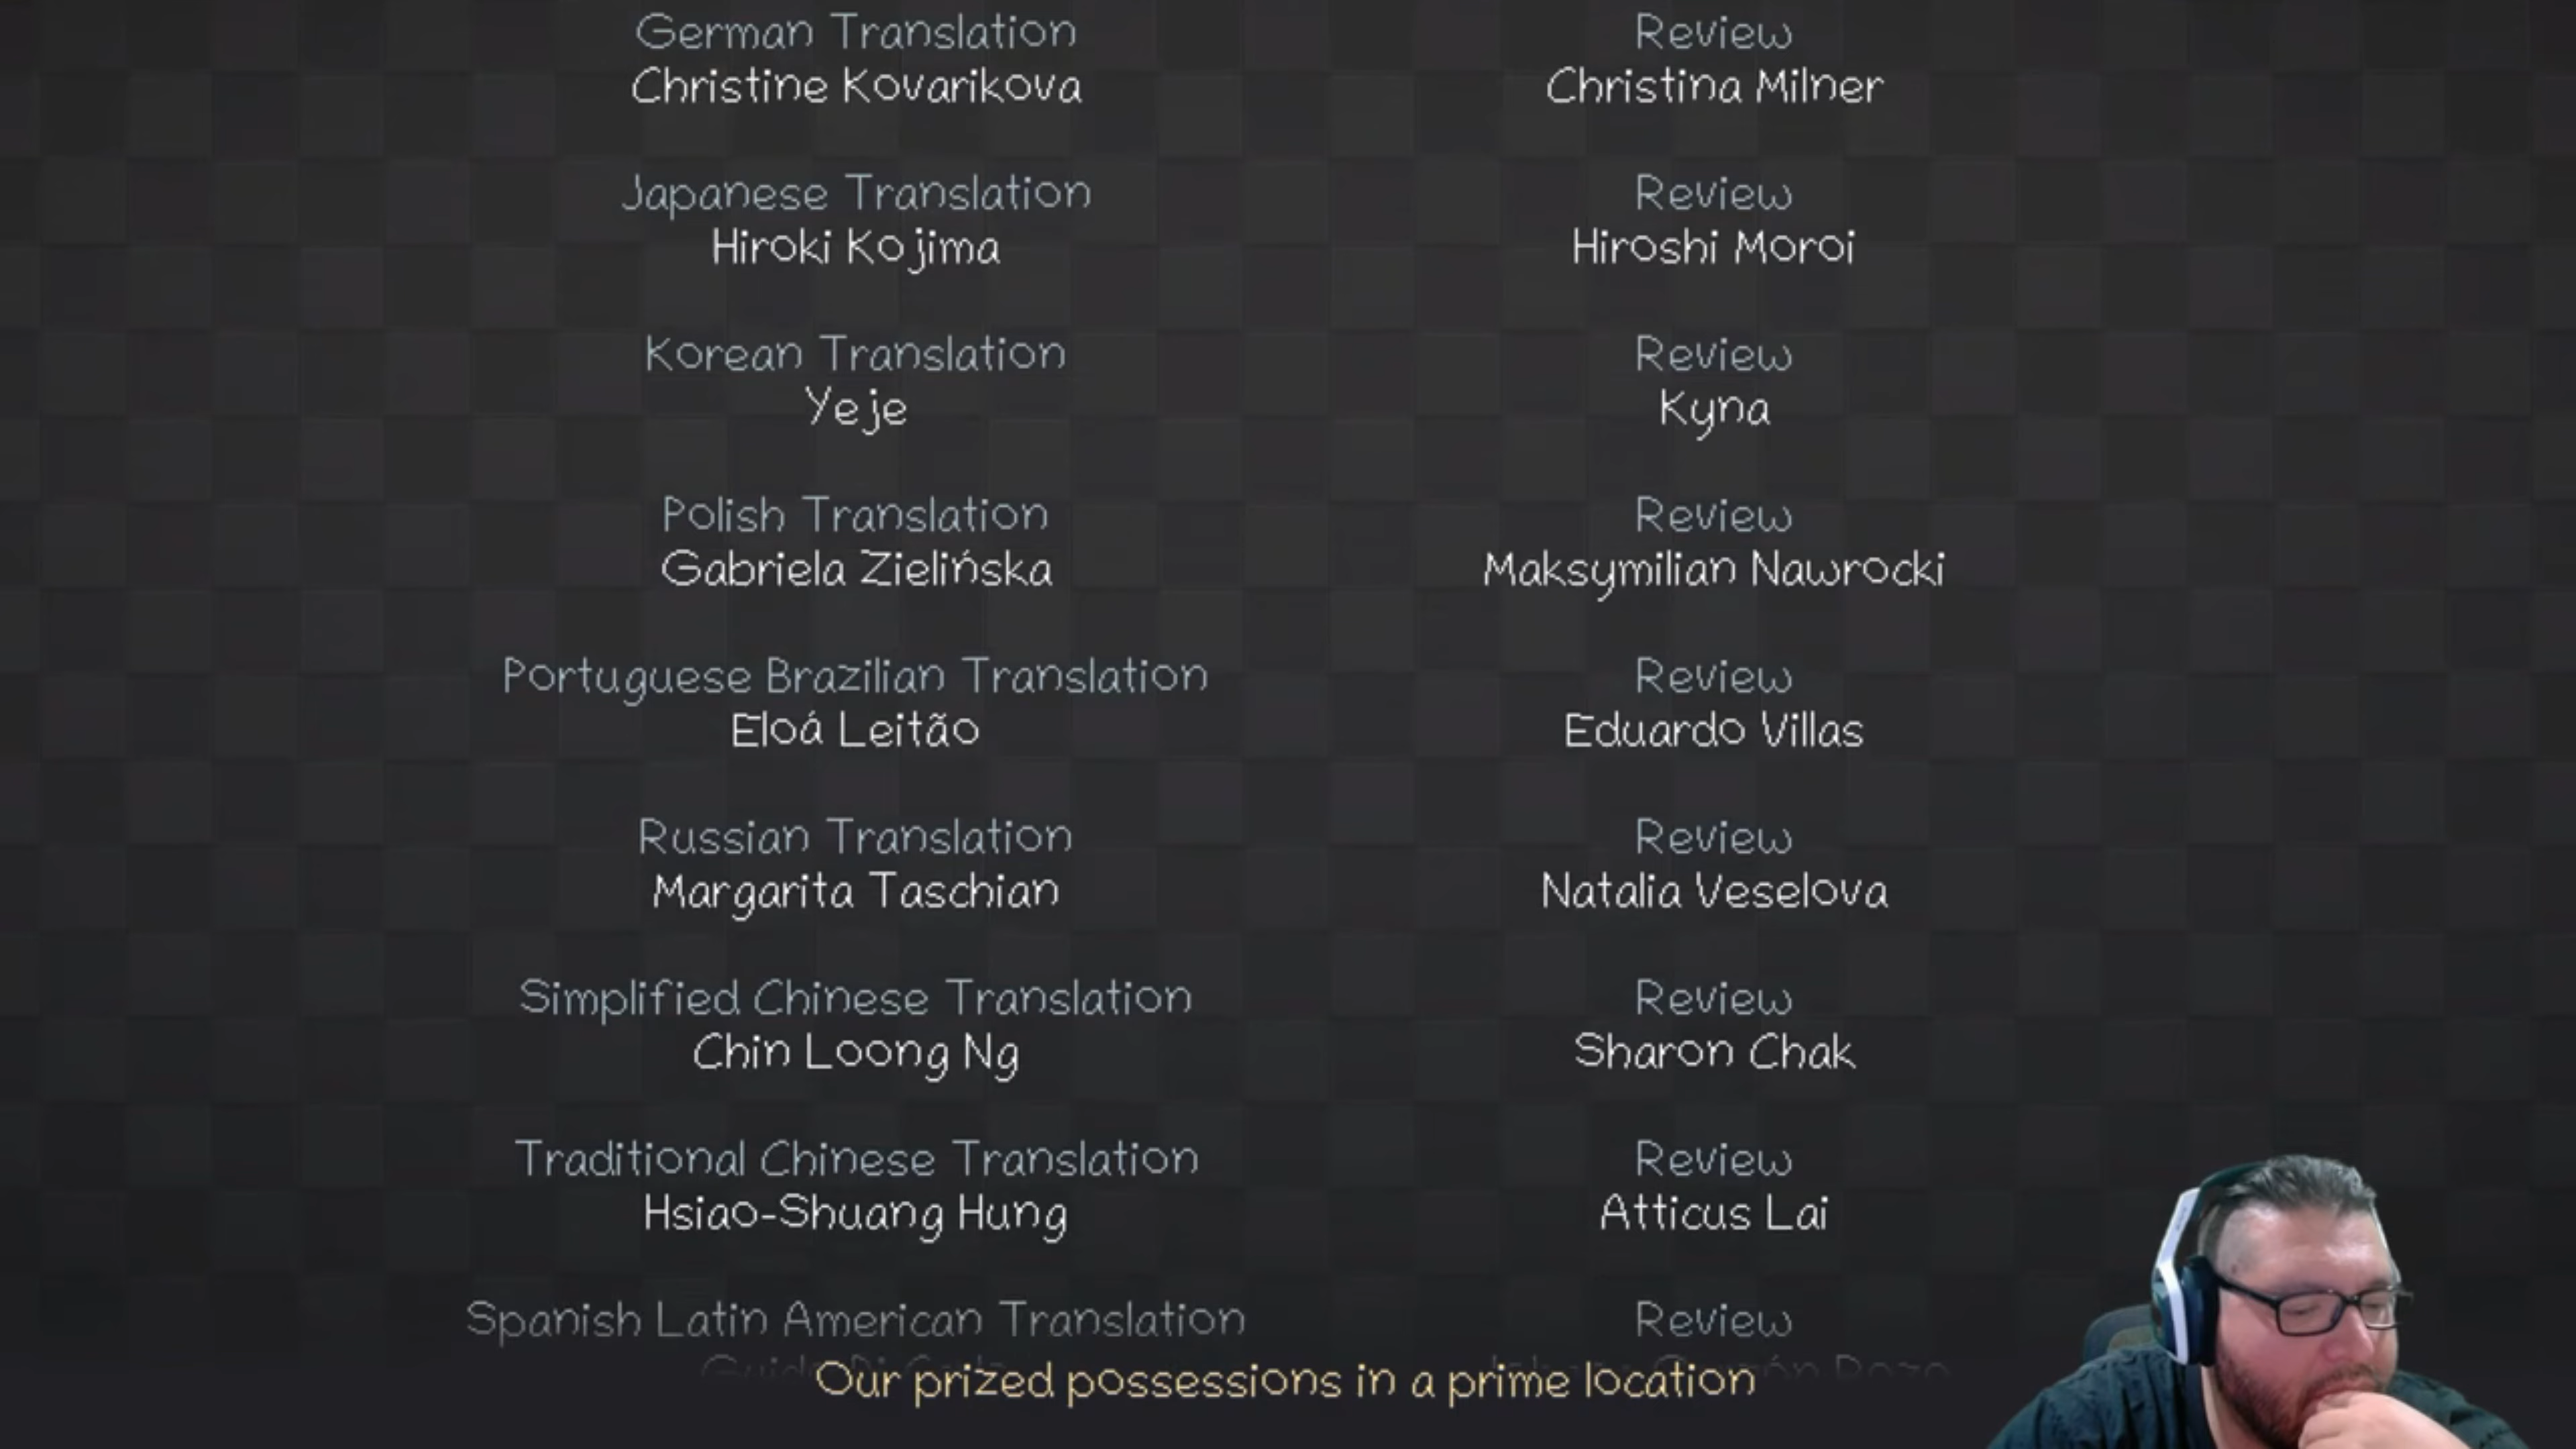 German Translation
Christine Kovarikova
Review
Christina Milner
Japanese Translation
Hiroki Kojima
Review
Hiroshi Moroi
Korean Translation
Yeje
Review
Kyna
Polish Translation
Gabriela Zielińska
Review
Maksymilian Nawrocki
Portuguese Brazilian Translation
Eloá Leitão
Review
Eduardo Villas
Russian Translation
Margarita Taschian
Review
Natalia Veselova
Simplified Chinese Translation
Chin Loong Ng
Review
Sharon Chak
Traditional Chinese Translation
Hsiao-Shuang Hung
Review
Atticus Lai
Spanish Latin American Translation
Review
Our prized possessions in a prime location